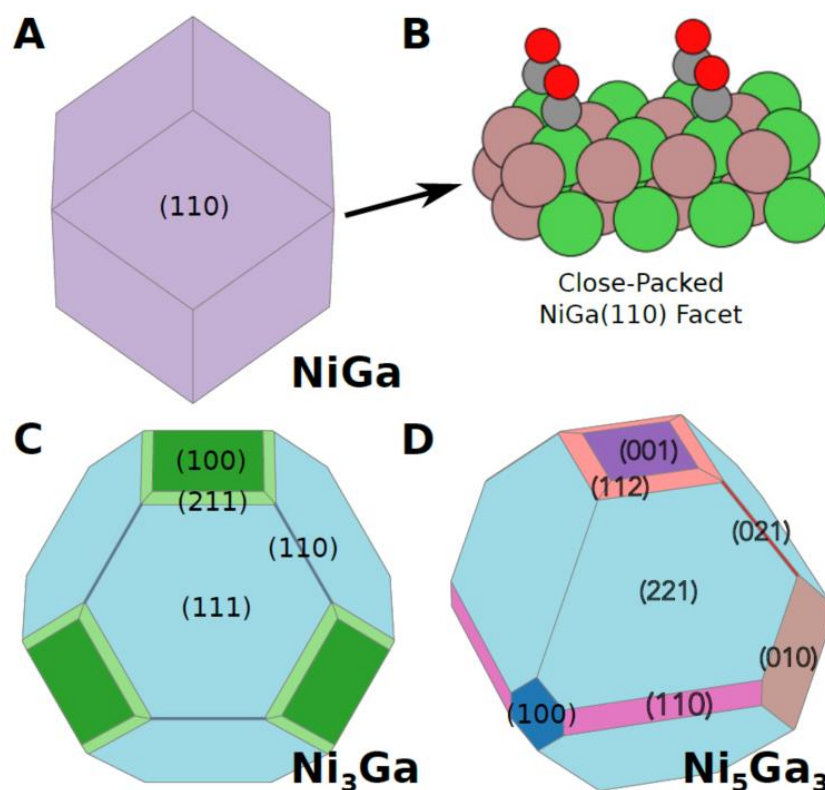 A
(110)
NiGa
B
Close-Packed
NiGa(110) Facet
C
(100)
(211)
(110)
(111)
Ni₃Ga
D
(001)
(112)
(021)
(221)
(010)
(100)
(110)
Ni₅Ga₃